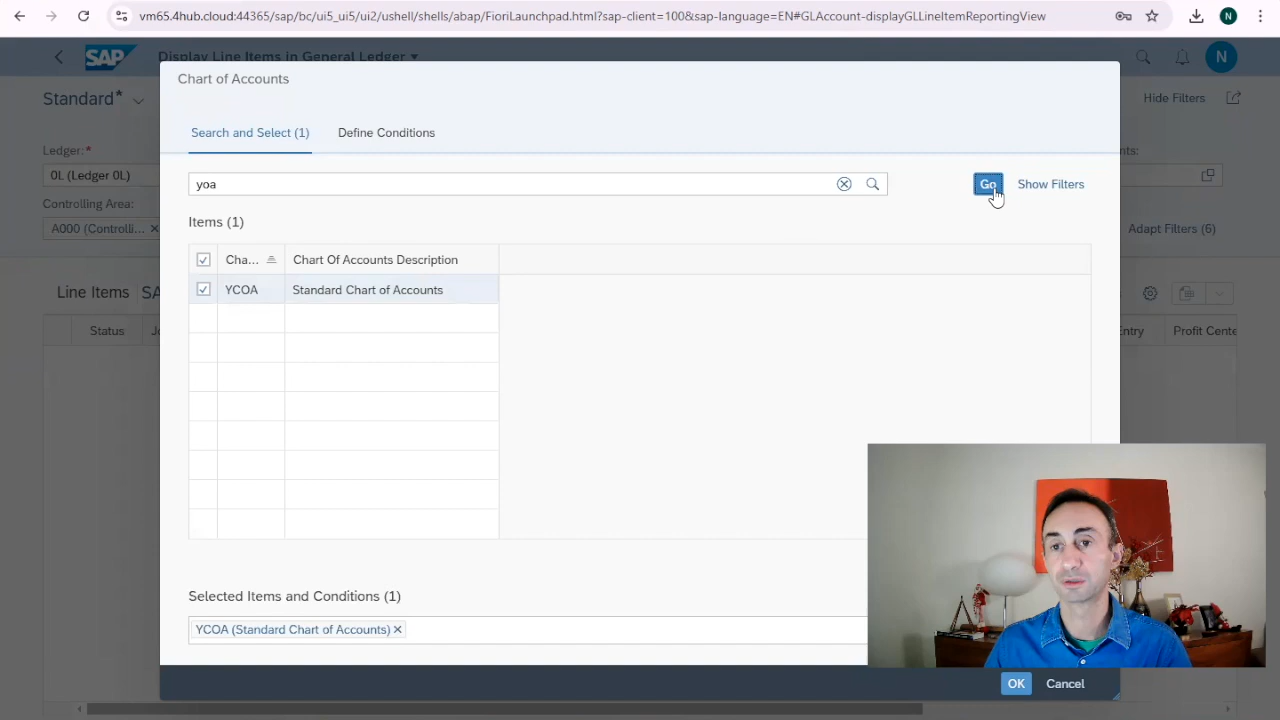 vm65.4hub.cloud:44365/sap/bc/ui5_ui5/ui2/ushell/shells/abap/FioriLaunchpad.html?sap-client=100&sap-language=EN#GLAccount-displayGLLineItemReportingView
N
SAP
Display Line Items in General Ledger
N
Chart of Accounts
Standard*
Hide Filters
Search and Select (1)
Define Conditions
Ledger: *
0L (Ledger 0L)
yoa
Go
Show Filters
Controlling Area:
A000 (Controlli...
Items (1)
Adapt Filters (6)
Cha...
Chart Of Accounts Description
YCOA
Standard Chart of Accounts
Line Items
Status
Entry
Profit Cente
Selected Items and Conditions (1)
YCOA (Standard Chart of Accounts)
OK
Cancel